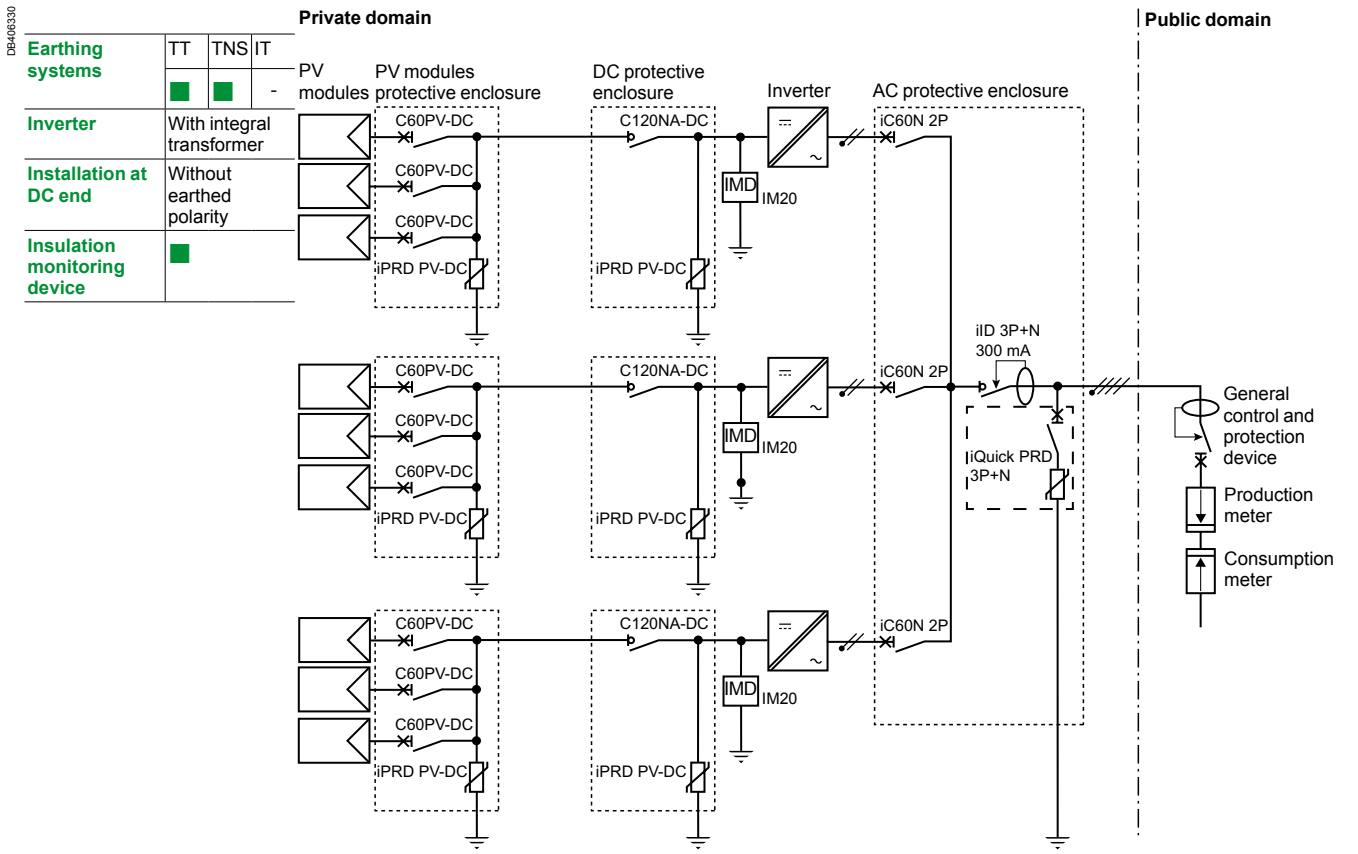 DB406330
Private domain
Public domain
Earthing
systems
TT
TNS
IT
-
Inverter
With integral
transformer
Installation at
DC end
Without
earthed
polarity
Insulation
monitoring
device
PV
modules
PV modules
protective enclosure
DC protective
enclosure
Inverter
AC protective enclosure
C60PV-DC
C120NA-DC
iC60N 2P
C60PV-DC
IMD
IM20
C60PV-DC
iPRD PV-DC
iPRD PV-DC
iID 3P+N
300 mA
C60PV-DC
C120NA-DC
iC60N 2P
C60PV-DC
IMD
IM20
C60PV-DC
iPRD PV-DC
iPRD PV-DC
iQuick PRD
3P+N
General
control and
protection
device
Production
meter
Consumption
meter
C60PV-DC
C120NA-DC
iC60N 2P
C60PV-DC
IMD
IM20
C60PV-DC
iPRD PV-DC
iPRD PV-DC